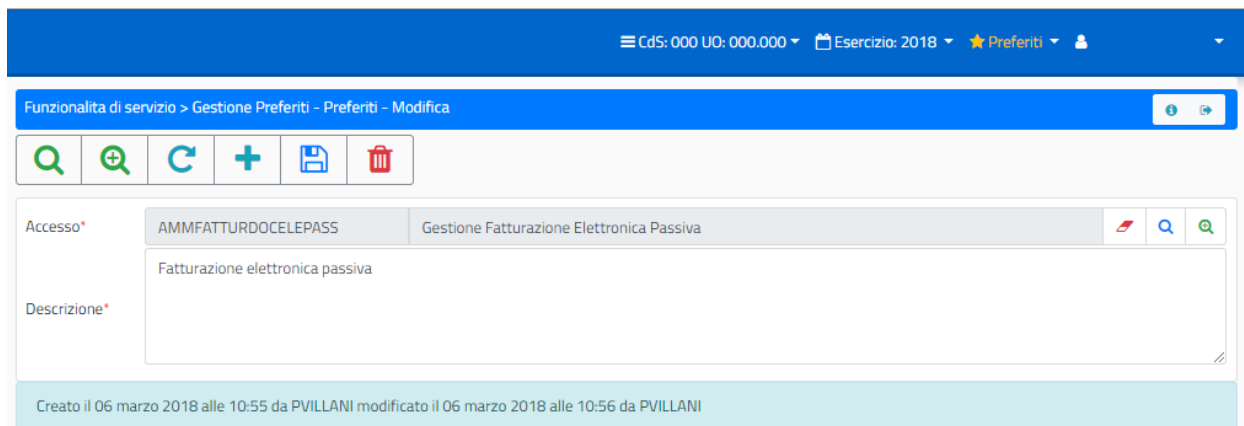 CdS: 000 UO: 000.000 Esercizio: 2018 Preferiti
Funzionalita di servizio > Gestione Preferiti - Preferiti - Modifica
Accesso* AMMFATTURDOCELEPASS Gestione Fatturazione Elettronica Passiva
Fatturazione elettronica passiva
Descrizione*
Creato il 06 marzo 2018 alle 10:55 da PVILLANI modificato il 06 marzo 2018 alle 10:56 da PVILLANI